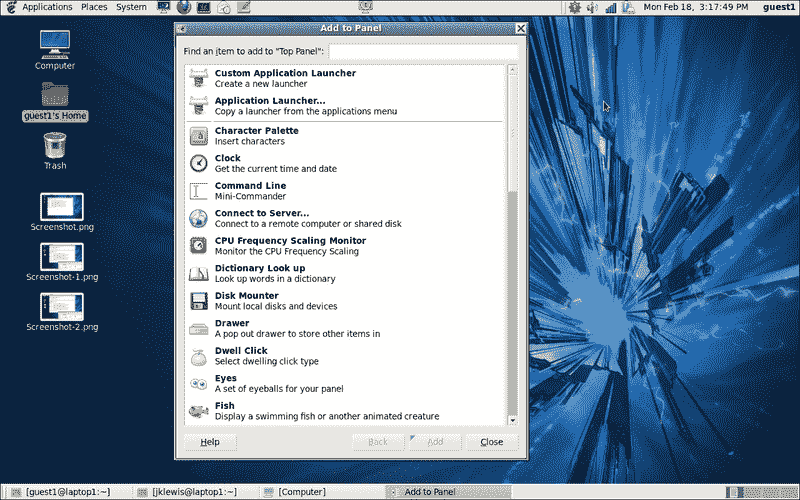 Applications Places System
Mon Feb 18, 3:17:49 PM guest1
Add to Panel
Computer
guest1's Home
Trash
Screenshot.png
Screenshot-1.png
Screenshot-2.png
Find an item to add to "Top Panel":
Custom Application Launcher
Create a new launcher
Application Launcher...
Copy a launcher from the applications menu
Character Palette
Insert characters
Clock
Get the current time and date
Command Line
Mini-Commander
Connect to Server...
Connect to a remote computer or shared disk
CPU Frequency Scaling Monitor
Monitor the CPU Frequency Scaling
Dictionary Look up
Look up words in a dictionary
Disk Mounter
Mount local disks and devices
Drawer
A pop out drawer to store other items in
Dwell Click
Select dwelling click type
Eyes
A set of eyeballs for your panel
Fish
Display a swimming fish or another animated creature
Help Back Add Close
[guest1@laptop1:~] [jklewis@laptop1:~] [Computer] Add to Panel